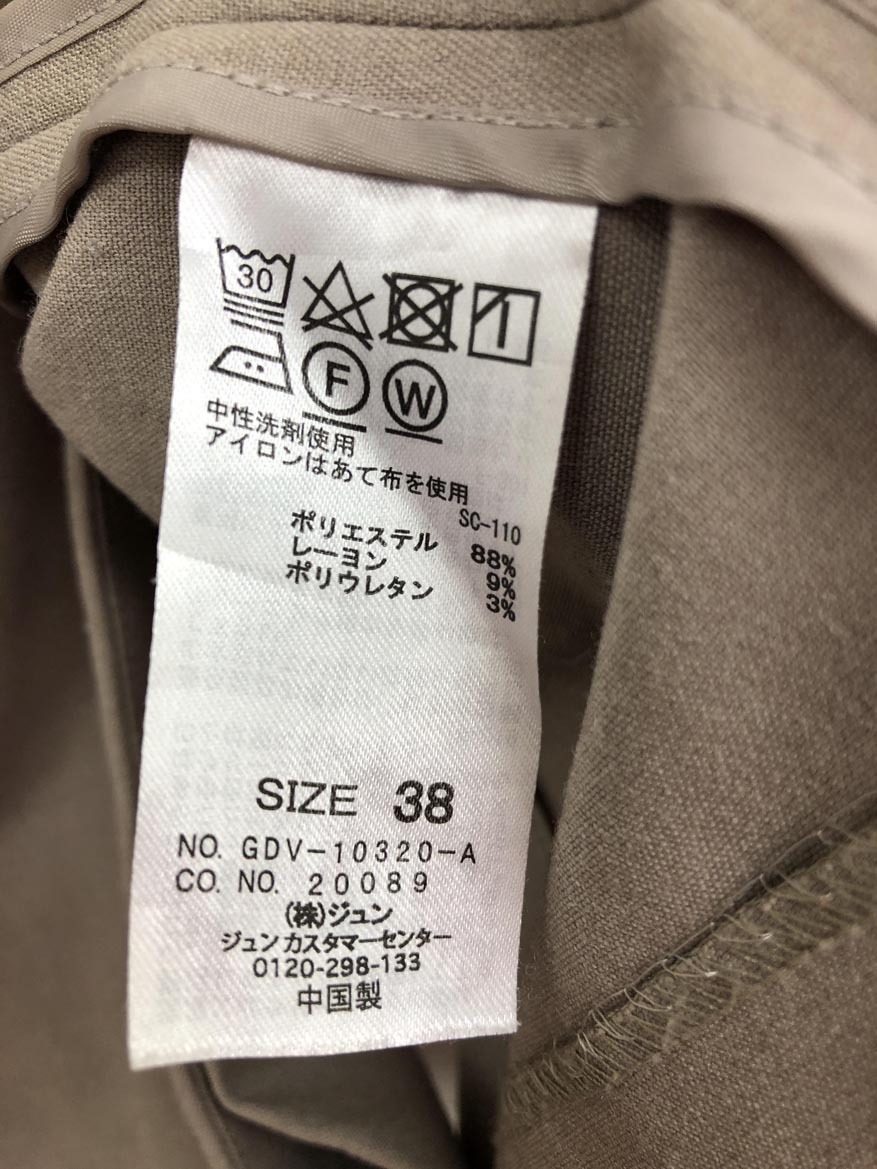 30
F W
中性洗剤使用
アイロンはあて布を使用
SC-110
ポリエステル 88%
レーヨン 9%
ポリウレタン 3%
SIZE 38
NO. GDV-10320-A
CO. NO. 20089
(株)ジュン
ジュンカスタマーセンター
0120-298-133
中国製